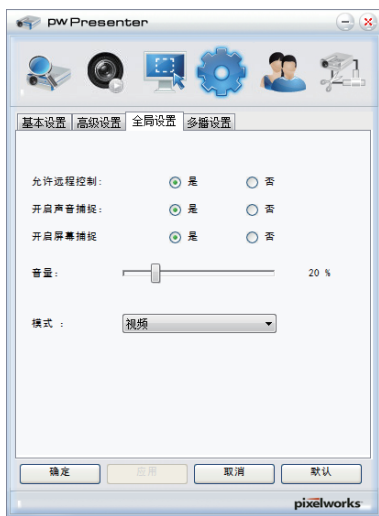 pwPresenter
基本设置 高级设置 全局设置 多播设置
允许远程控制: 是 否
开启声音捕捉: 是 否
开启屏幕捕捉 是 否
音量: 20 %
模式 : 视频
确定 应用 取消 默认
pixelworks